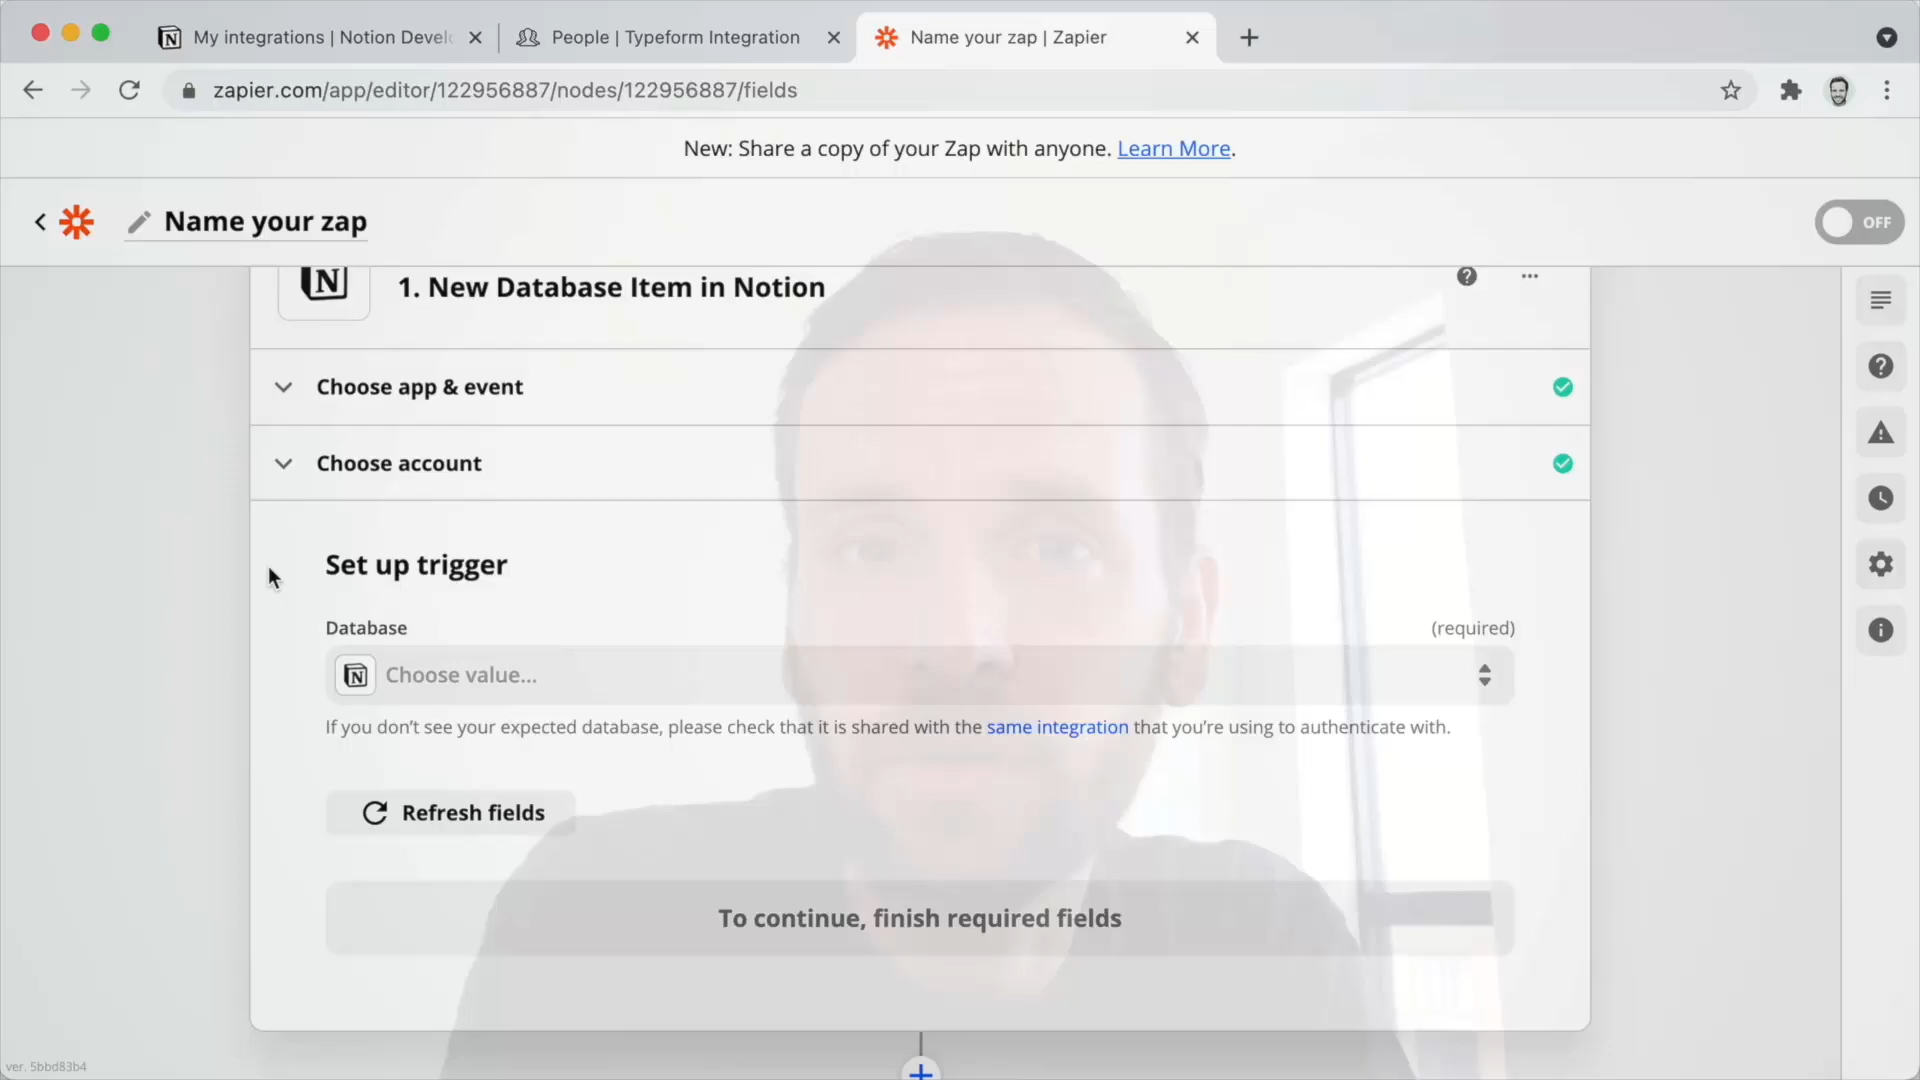 My integrations | Notion Devel
People | Typeform Integration
Name your zap | Zapier
zapier.com/app/editor/122956887/nodes/122956887/fields
New: Share a copy of your Zap with anyone. Learn More.
Name your zap
OFF
1. New Database Item in Notion
Choose app & event
Choose account
Set up trigger
Database
(required)
Choose value...
If you don't see your expected database, please check that it is shared with the same integration that you're using to authenticate with.
Refresh fields
To continue, finish required fields
ver. 5bbd83b4